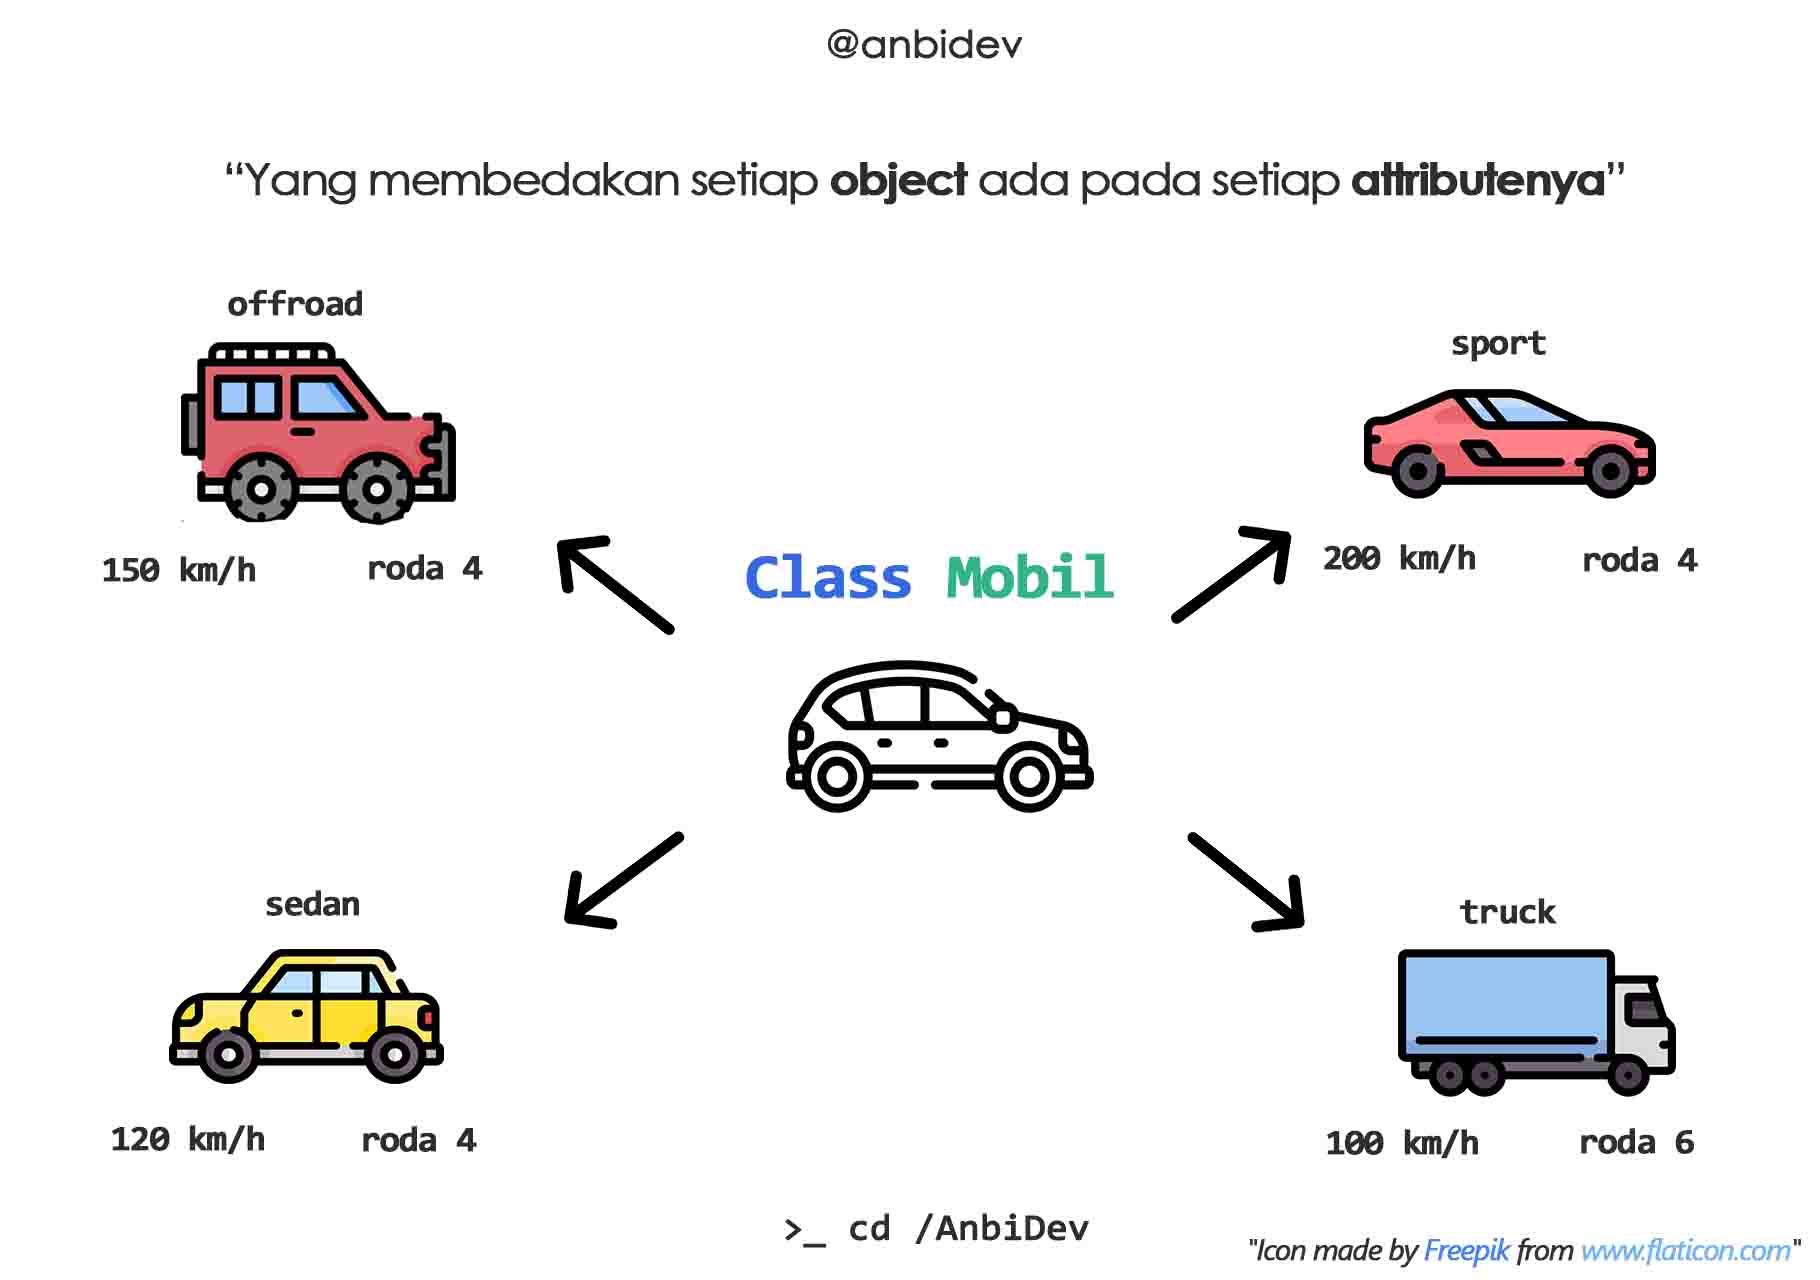 @anbidev
“Yang membedakan setiap object ada pada setiap attributenya”
offroad
150 km/h roda 4
sport
200 km/h roda 4
Class Mobil
sedan
120 km/h roda 4
truck
100 km/h roda 6
>_ cd /AnbiDev
"Icon made by Freepik from www.flaticon.com"